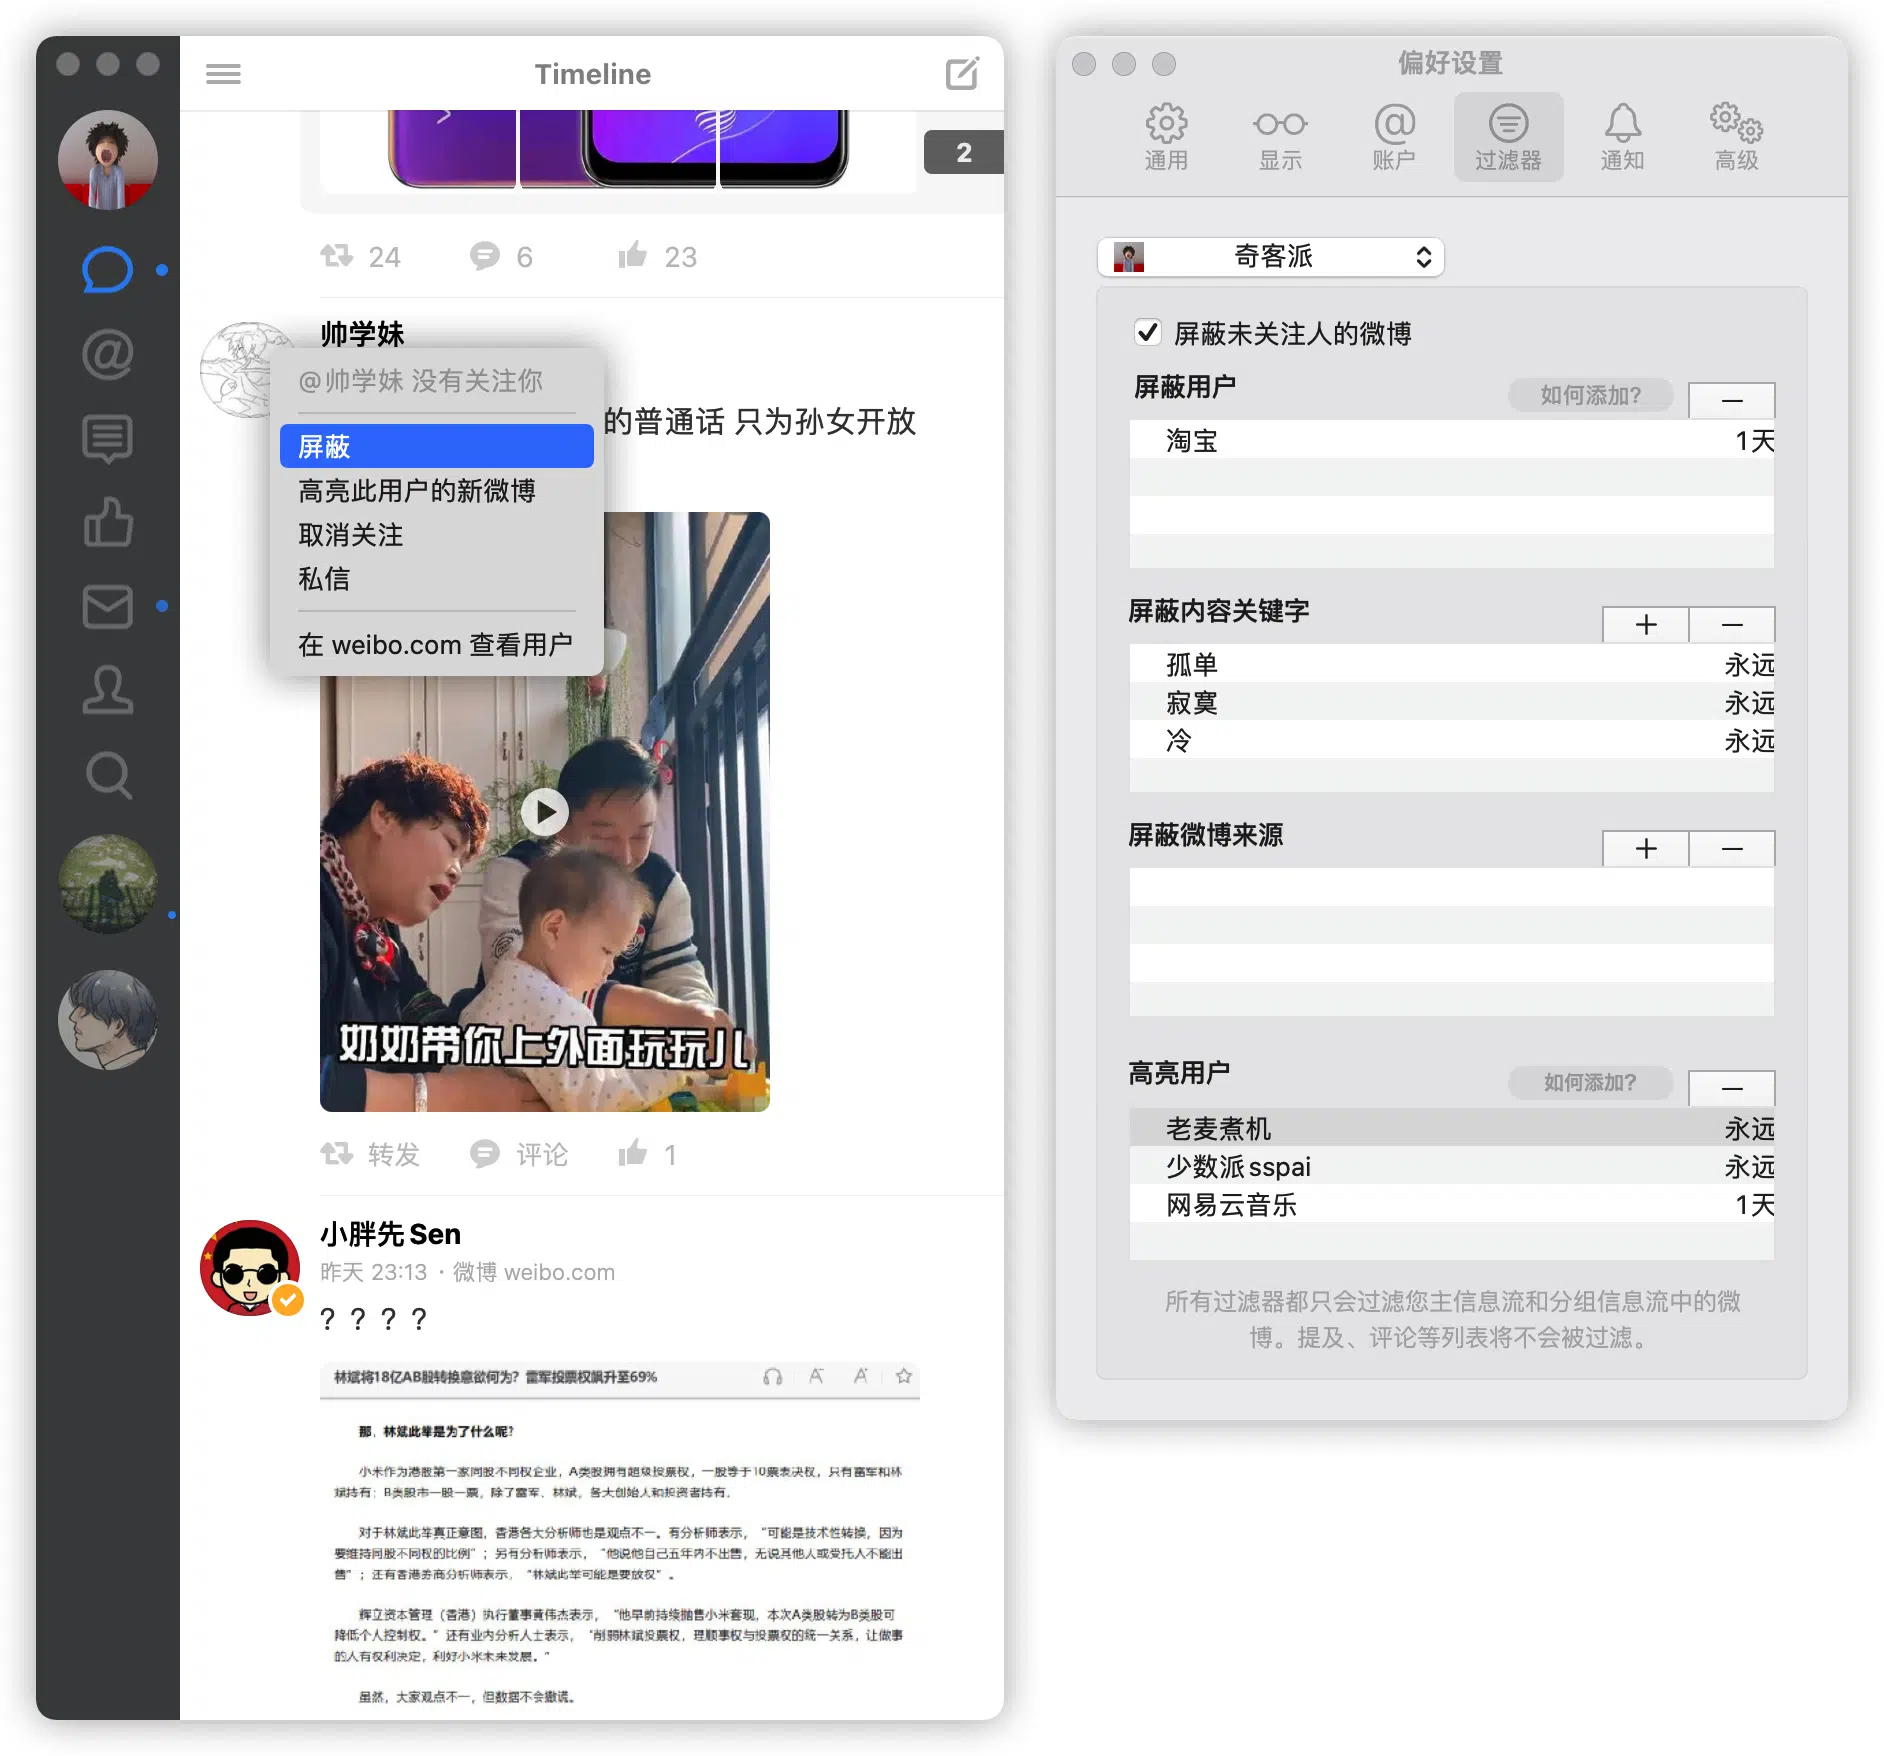 Timeline
2
24
6
23
帅学妹
@帅学妹 没有关注你
屏蔽
高亮此用户的新微博
取消关注
私信
在 weibo.com 查看用户
的普通话 只为孙女开放
奶奶带你上外面玩玩儿
转发
评论
1
小胖先Sen
昨天 23:13 · 微博 weibo.com
？？？？
林斌将18亿AB股转换意欲何为？雷军投票权飙升至69%
那，林斌此举是为了什么呢？
小米作为港股第一家同股不同权企业，A类股拥有超级投票权，一股等于10票表决权，只有雷军和林
斌持有；B类股市一股一票，除了雷军、林斌，各大创始人和投资者持有。
对于林斌此举真正意图，香港各大分析师也是观点不一。有分析师表示，“可能是技术性转换，因为
要维持同股不同权的比例”；另有分析师表示，“他说他自己五年内不出售，无说其他人或受托人不能出
售”；还有香港券商分析师表示，“林斌此举可能是要放权”。
辉立资本管理（香港）执行董事黄伟杰表示，“他早前持续抛售小米套现，本次A类股转为B类股可
降低个人控制权。”还有业内分析人士表示，“削弱林斌投票权，理顺事权与投票权的统一关系，让做事
的人有权利决定，利好小米未来发展。”
虽然，大家观点不一，但数据不会撒谎。
偏好设置
通用
显示
账户
过滤器
通知
高级
奇客派
屏蔽未关注人的微博
屏蔽用户
如何添加?
淘宝
1天
屏蔽内容关键字
孤单
永远
寂寞
永远
冷
永远
屏蔽微博来源
高亮用户
如何添加?
老麦煮机
永远
少数派sspai
永远
网易云音乐
1天
所有过滤器都只会过滤您主信息流和分组信息流中的微
博。提及、评论等列表将不会被过滤。